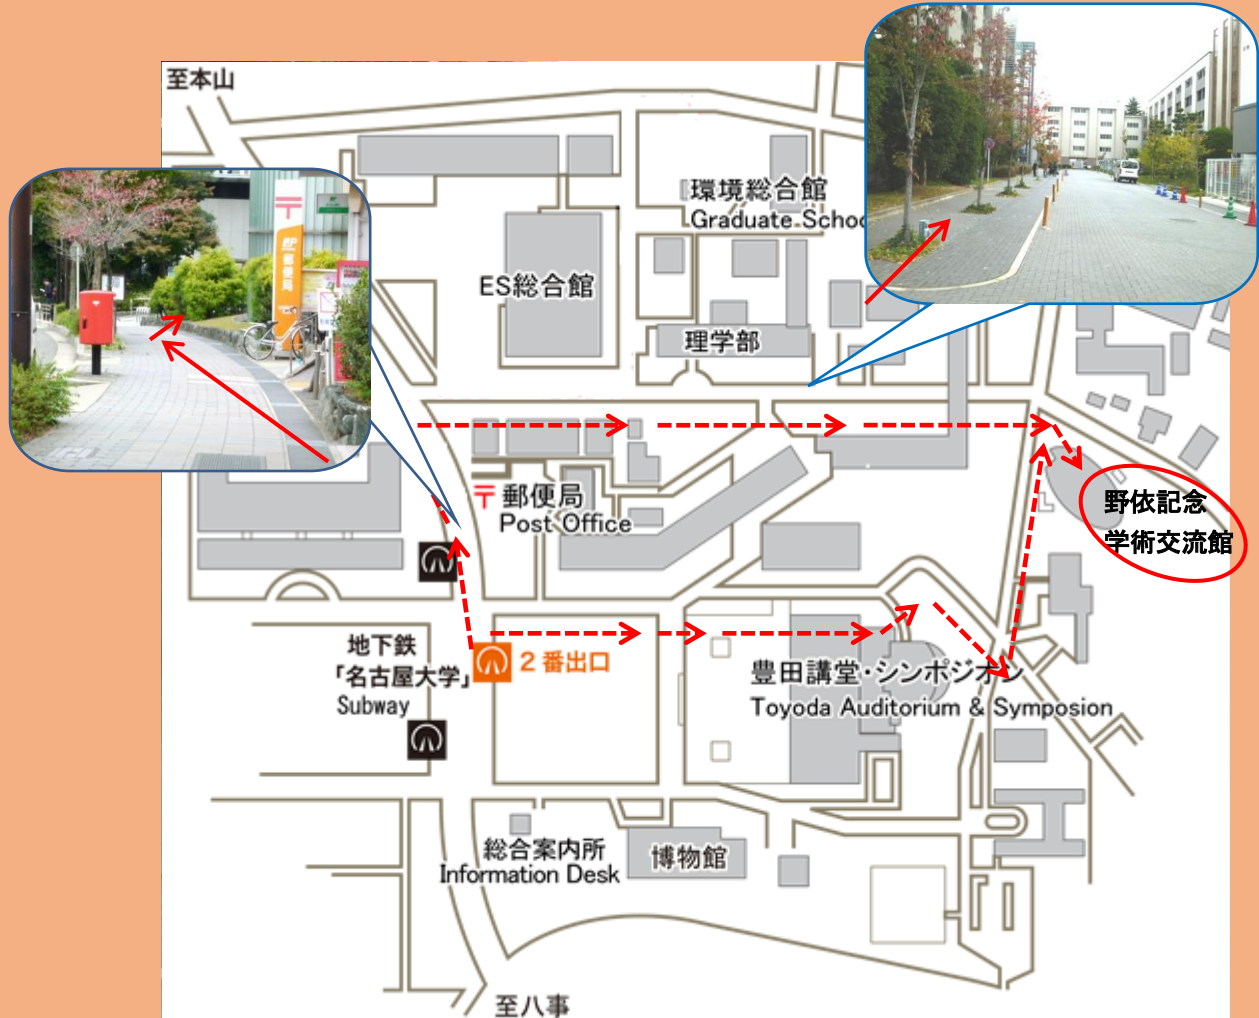 至本山
環境総合館
Graduate Schoo
ES総合館
理学部
郵便局
〒郵便局
Post Office
野依記念
学術交流館
地下鉄
「名古屋大学」
Subway
2番出口
豊田講堂・シンポジオン
Toyoda Auditorium & Symposion
総合案内所
Information Desk
博物館
至八事